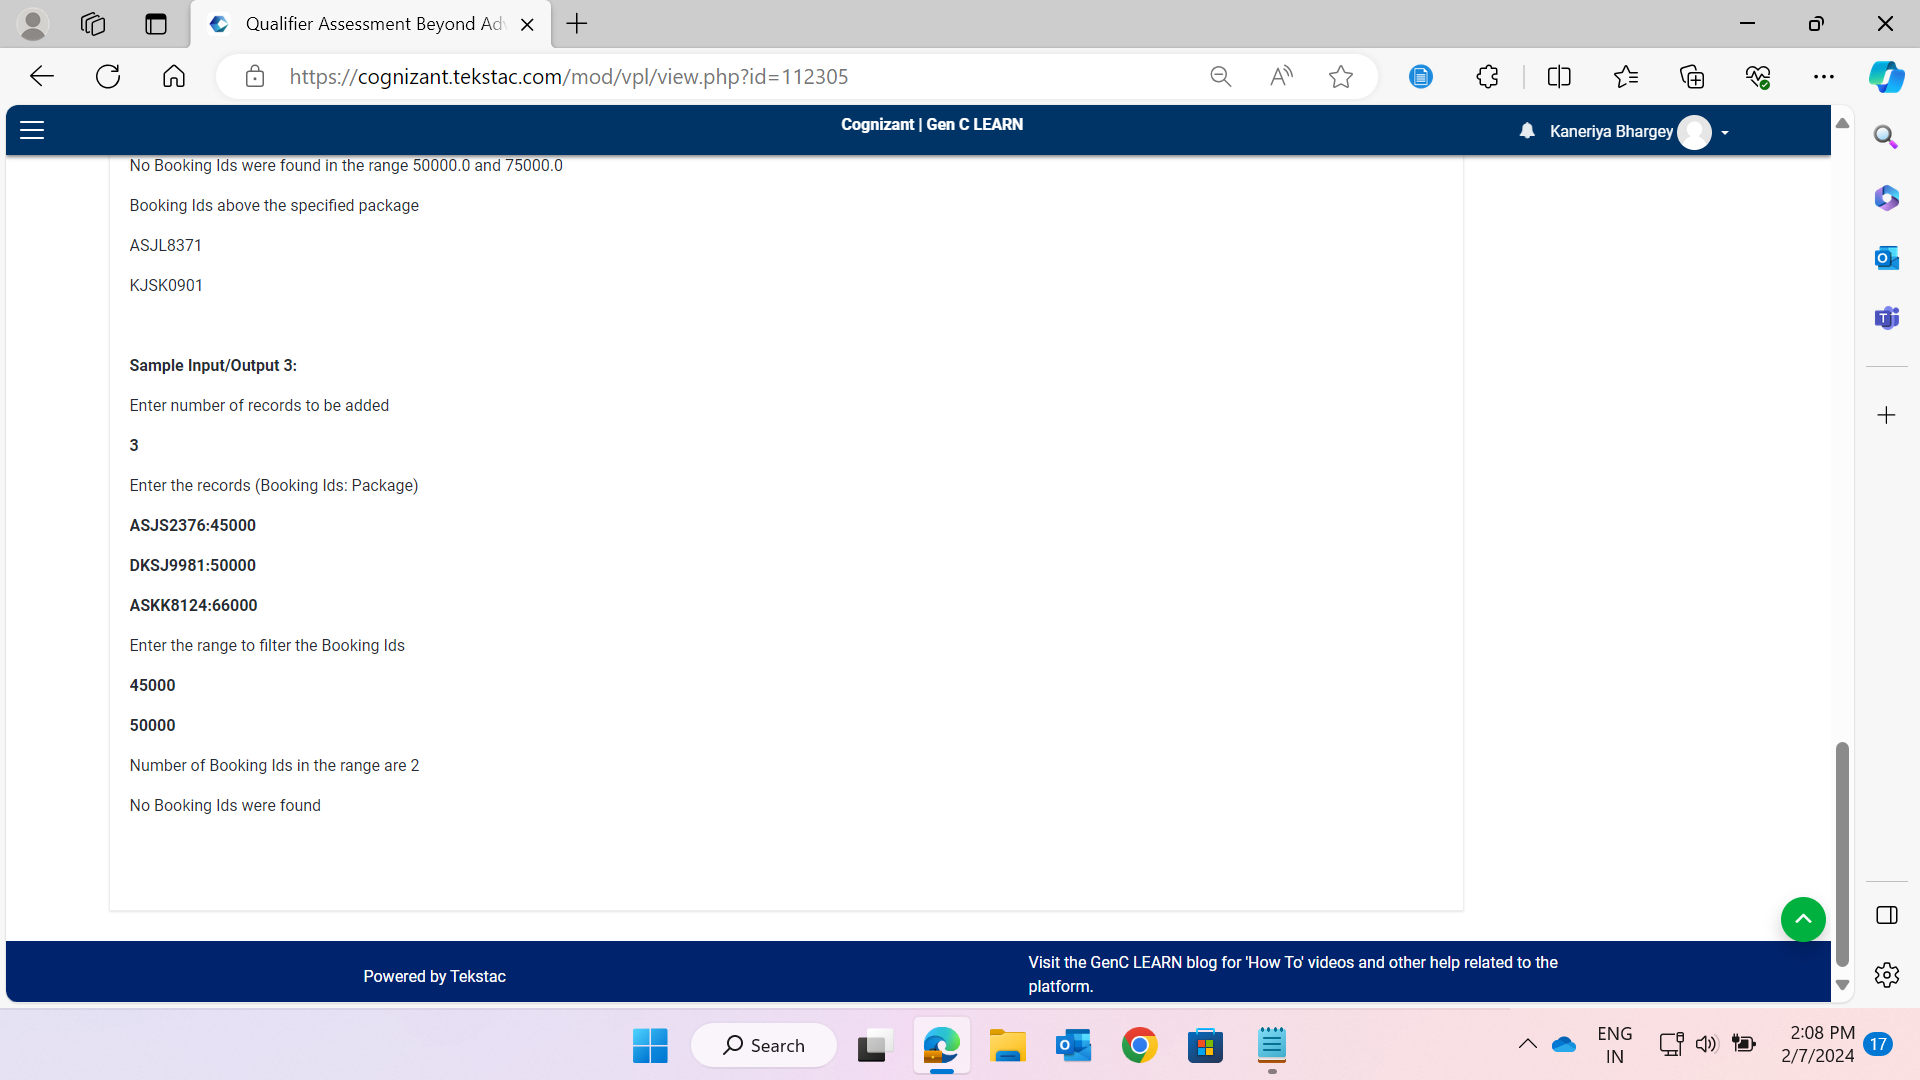 Qualifier Assessment Beyond Adv
https://cognizant.tekstac.com/mod/vpl/view.php?id=112305
Cognizant | Gen C LEARN
Kaneriya Bhargey
No Booking Ids were found in the range 50000.0 and 75000.0
Booking Ids above the specified package
ASJL8371
KJSK0901
Sample Input/Output 3:
Enter number of records to be added
3
Enter the records (Booking Ids: Package)
ASJS2376:45000
DKSJ9981:50000
ASKK8124:66000
Enter the range to filter the Booking Ids
45000
50000
Number of Booking Ids in the range are 2
No Booking Ids were found
Powered by Tekstac
Visit the GenC LEARN blog for 'How To' videos and other help related to the
platform.
Search
ENG
IN
2:08 PM
2/7/2024
17